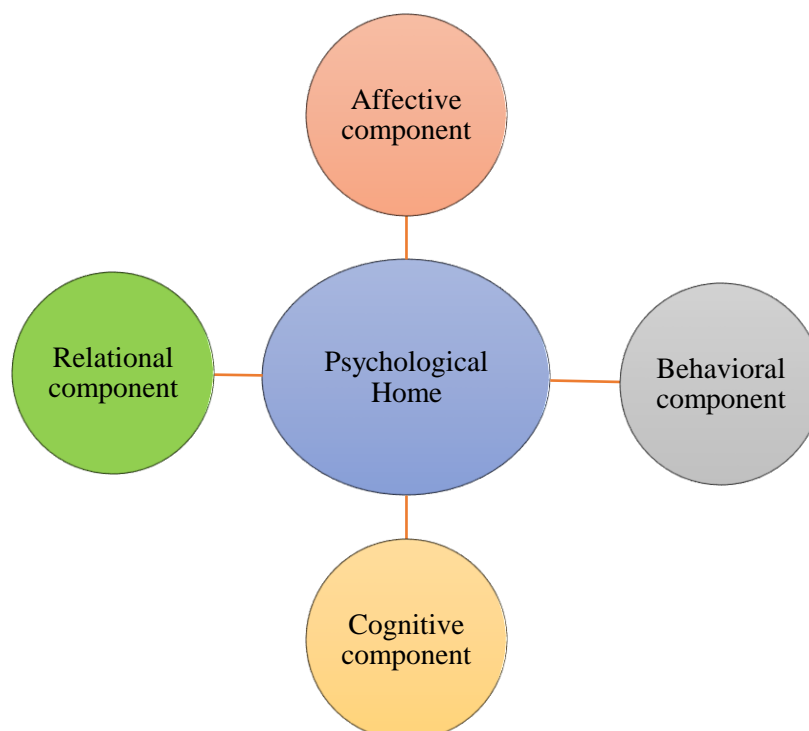 Affective
component
Relational
component
Psychological
Home
Behavioral
component
Cognitive
component